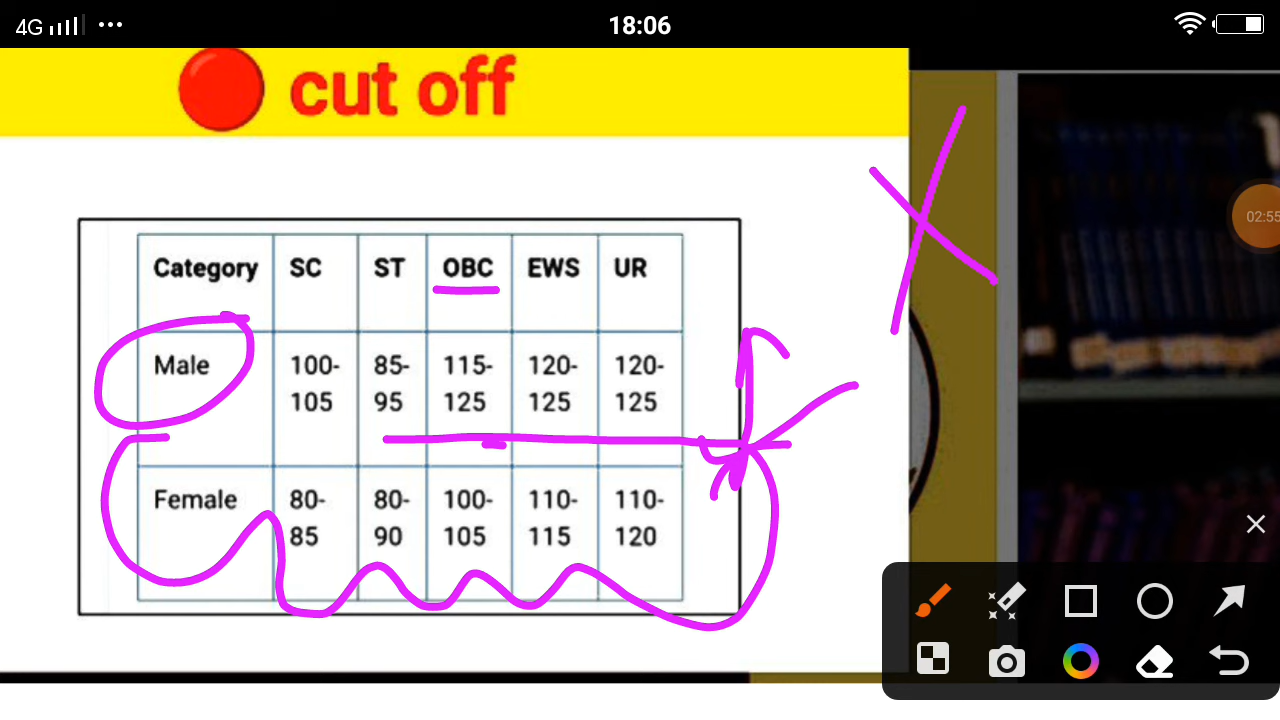 4G 18:06
cut off
02:55
Category SC ST OBC EWS UR
Male 100-105 85-95 115-125 120-125 120-125
Female 80-85 80-90 100-105 110-115 110-120